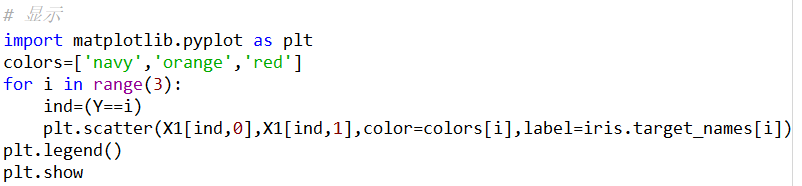 # 显示
import matplotlib.pyplot as plt
colors=['navy','orange','red']
for i in range(3):
    ind=(Y==i)
    plt.scatter(X1[ind,0],X1[ind,1],color=colors[i],label=iris.target_names[i])
plt.legend()
plt.show